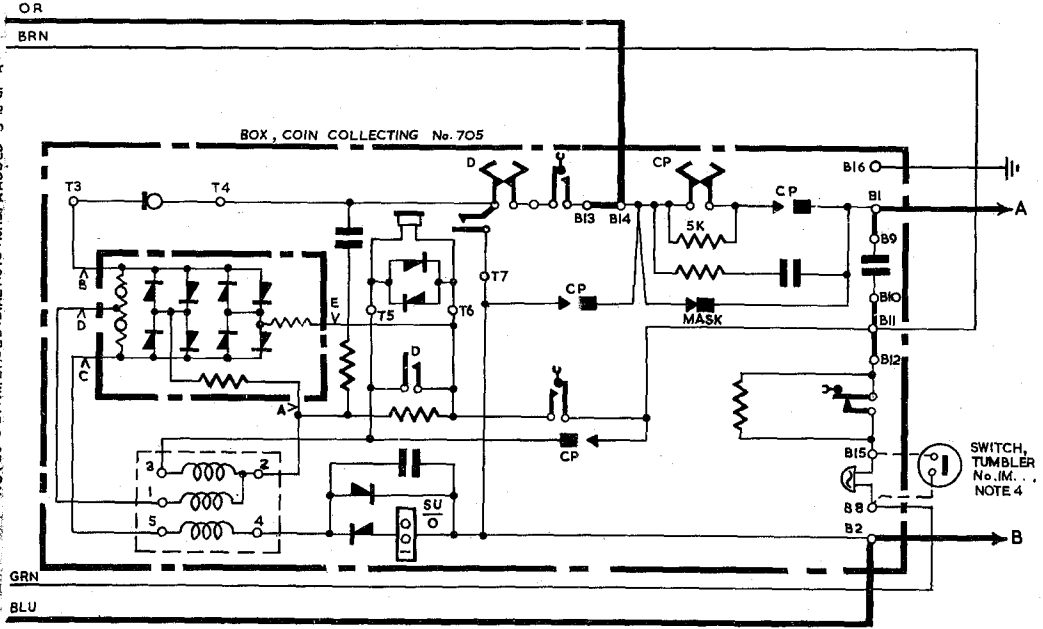 OR
BRN
BOX, COIN COLLECTING No. 705
D
CP
B16
T3
T4
B13
B14
CP
B1
A
5K
B9
T7
B
E
CP
B10
D
T5
T6
MASK
B11
C
D
B12
A
CP
3
2
1
B15
SWITCH,
TUMBLER
No. 1M..,
NOTE 4
5
4
SU
O
B8
B2
B
GRN
BLU